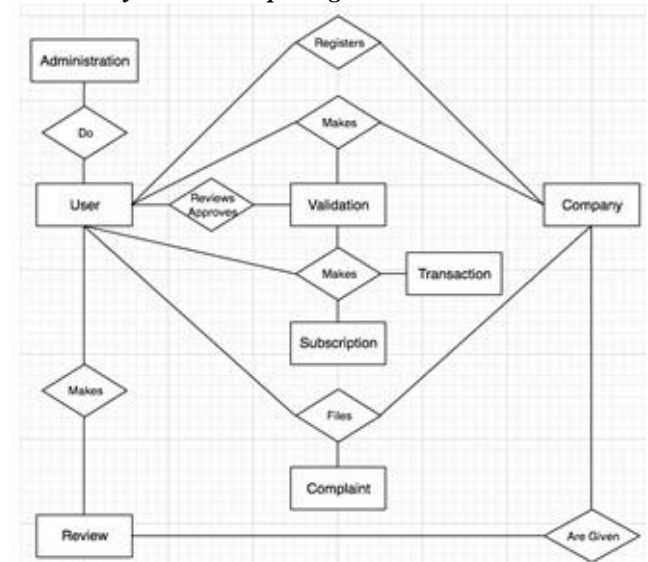 Registers
Administration
Makes
Do
User
Reviews
Approves
Validation
Company
Makes
Transaction
Subscription
Makes
Files
Complaint
Review
Are Given